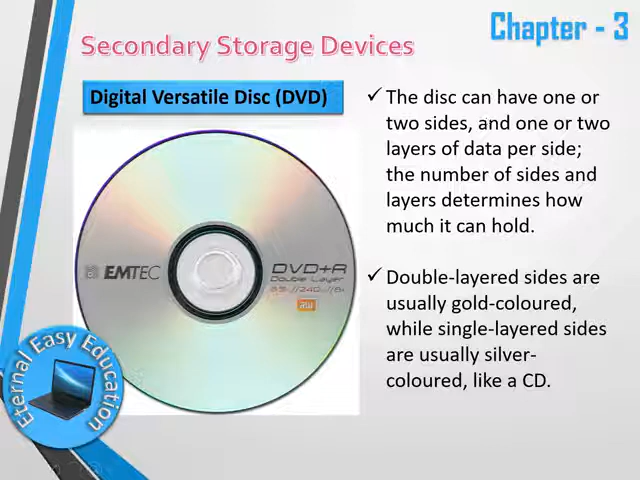 Chapter - 3
Secondary Storage Devices
Digital Versatile Disc (DVD)
✓ The disc can have one or
two sides, and one or two
layers of data per side;
the number of sides and
layers determines how
much it can hold.
✓ Double-layered sides are
usually gold-coloured,
while single-layered sides
are usually silver-
coloured, like a CD.
EMTEC
DVD+R
Double Layer
Eternal Easy Education